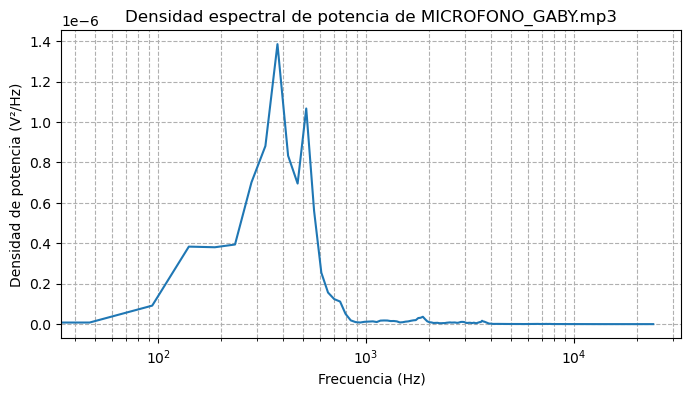 Densidad espectral de potencia de MICROFONO_GABY.mp3
1e−6
Densidad de potencia (V²/Hz)
1.4
1.2
1.0
0.8
0.6
0.4
0.2
0.0
10²
10³
10⁴
Frecuencia (Hz)